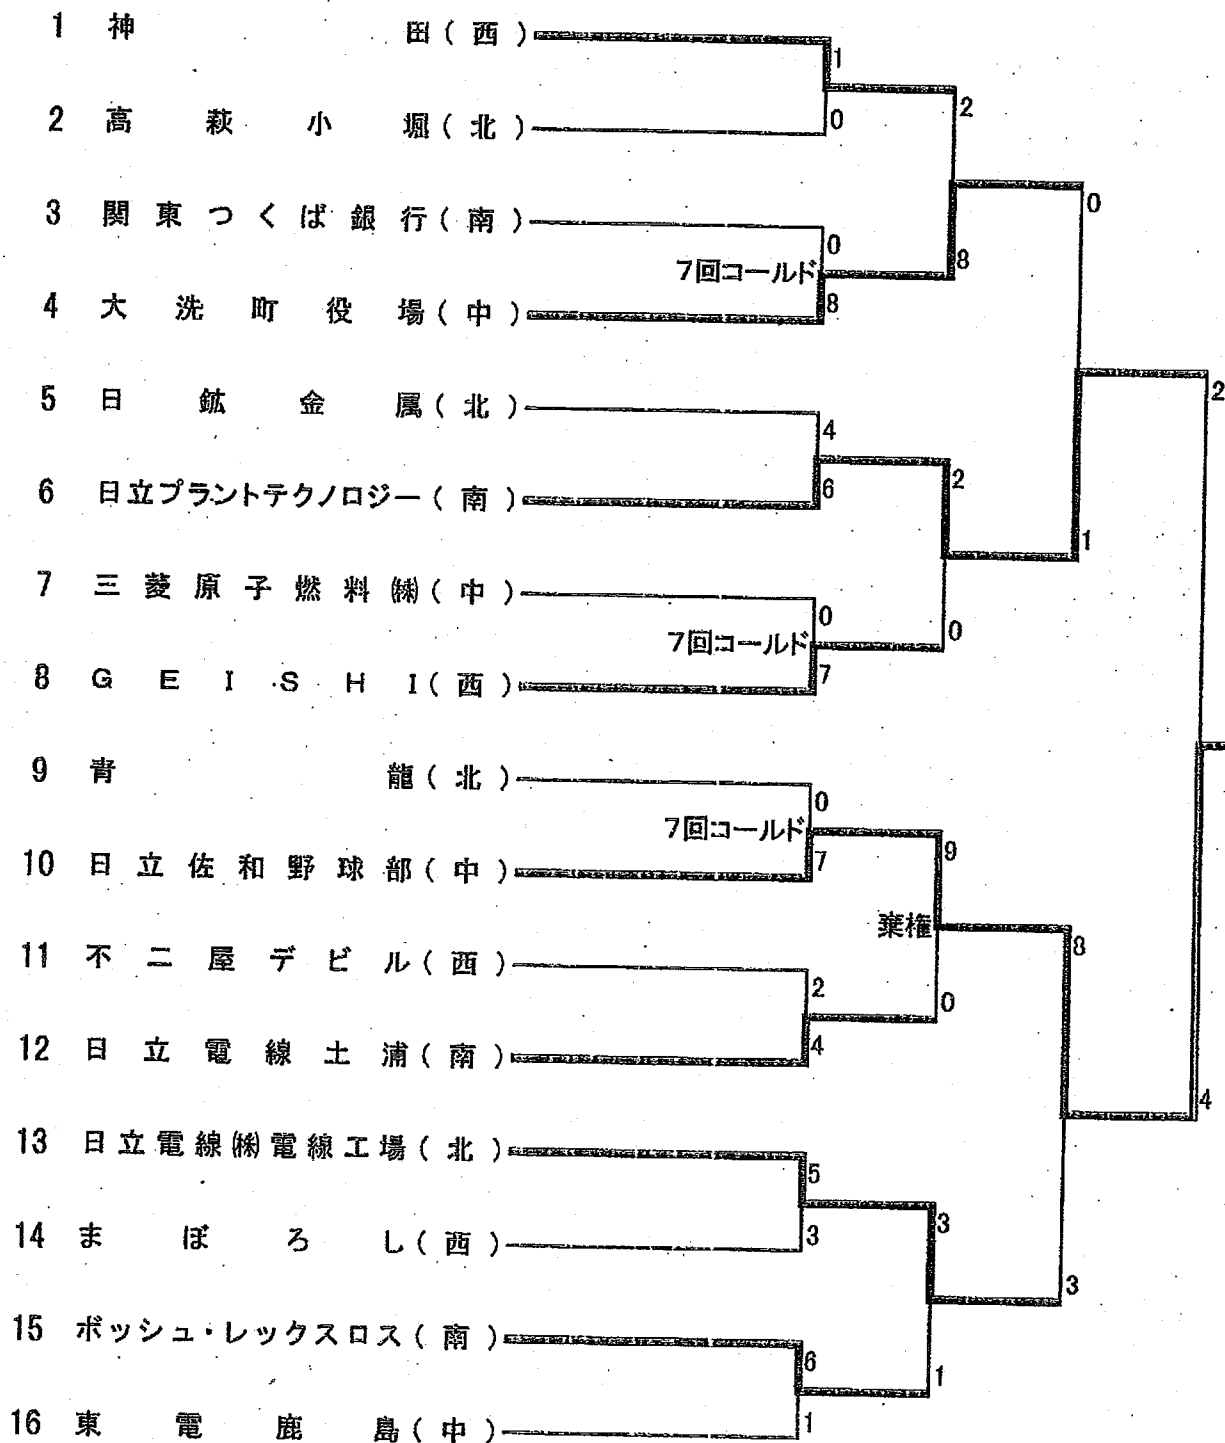 1 神田(西)
1
2
0
2 高萩小堀(北)
0
3 関東つくば銀行(南)
0
7回コールド
8
4 大洗町役場(中)
8
2
5 日鉱金属(北)
4
6 日立プラントテクノロジー(南)
6
2
1
7 三菱原子燃料㈱(中)
0
7回コールド
0
8 GEISHI(西)
7
9 青龍(北)
0
7回コールド
9
10 日立佐和野球部(中)
7
棄権
8
11 不二屋デビル(西)
2
0
12 日立電線土浦(南)
4
4
13 日立電線㈱電線工場(北)
5
3
14 まぼろし(西)
3
3
15 ボッシュ・レックスロス(南)
6
1
16 東電鹿島(中)
1